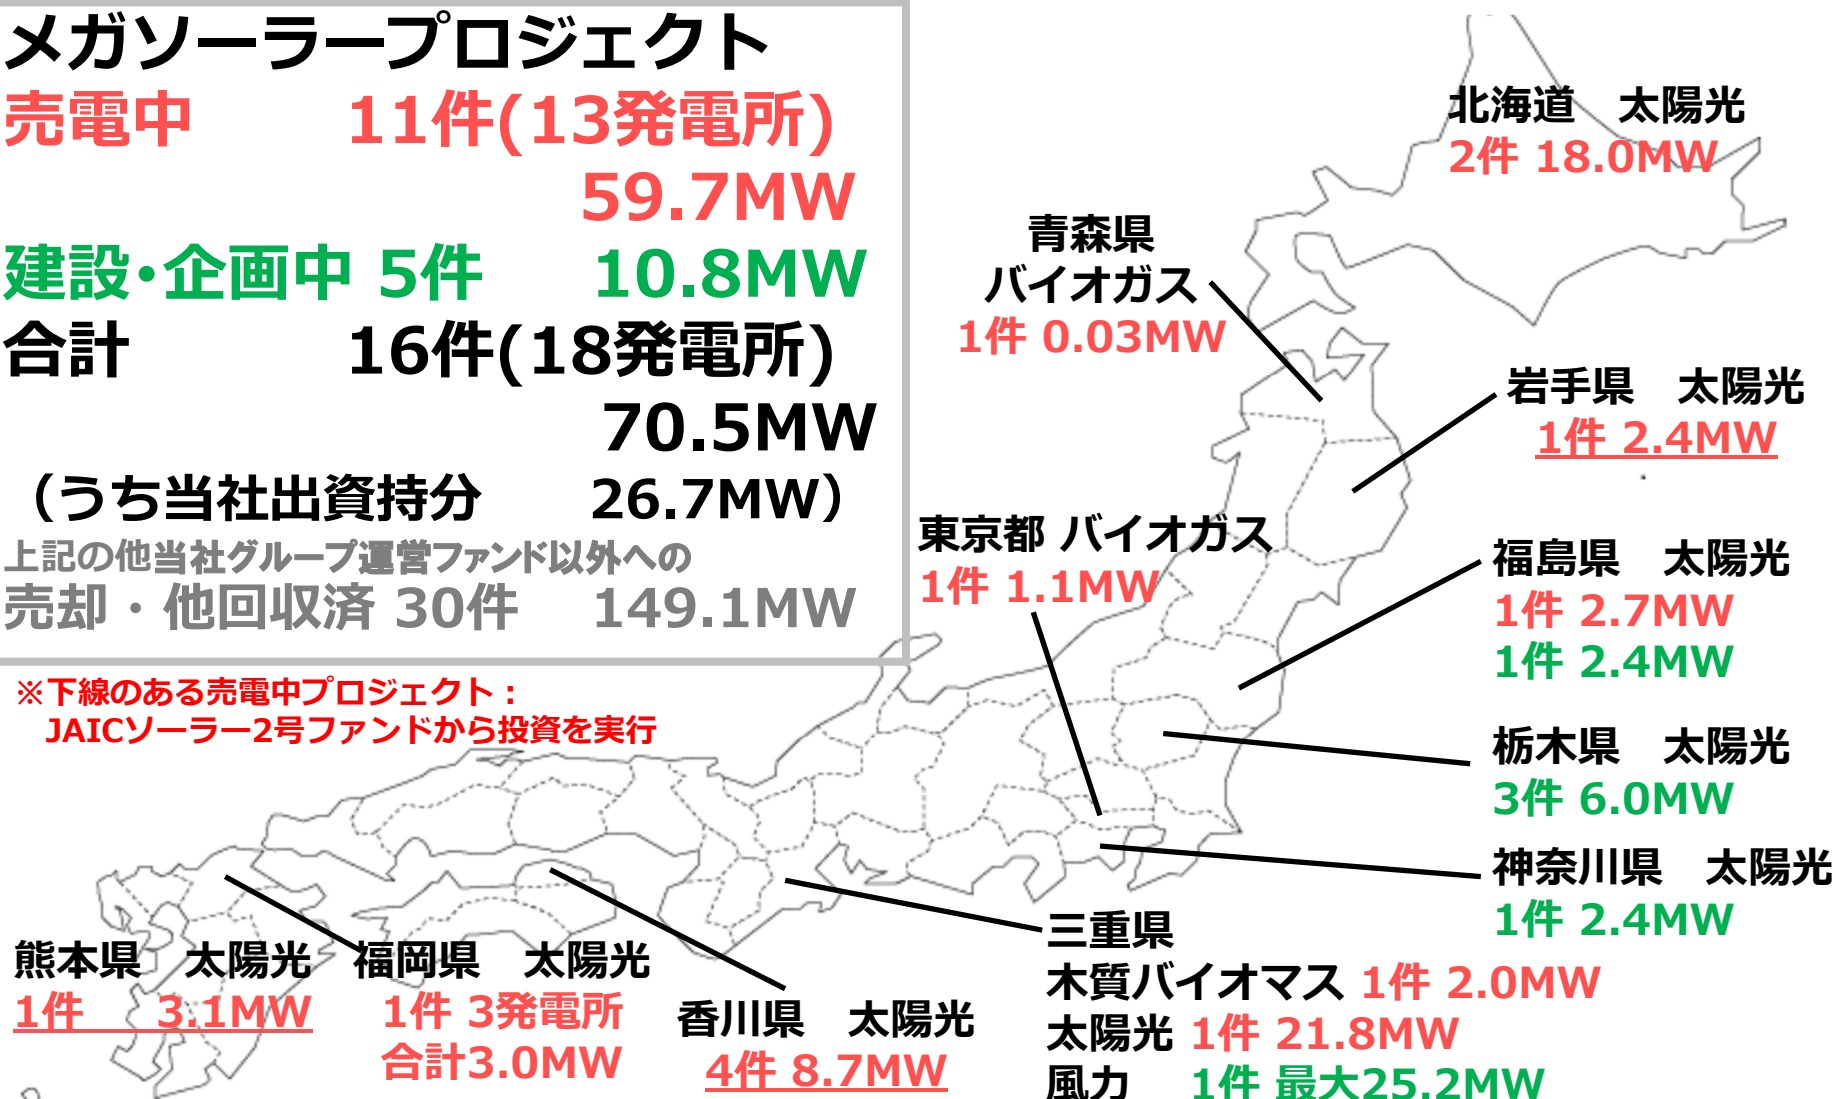 メガソーラープロジェクト
売電中 11件(13発電所)
59.7MW
建設・企画中 5件 10.8MW
合計 16件(18発電所)
70.5MW
(うち当社出資持分 26.7MW)
上記の他当社グループ運営ファンド以外への
売却・他回収済 30件 149.1MW
※下線のある売電中プロジェクト：
JAICソーラー2号ファンドから投資を実行
北海道 太陽光
2件 18.0MW
青森県
バイオガス
1件 0.03MW
岩手県 太陽光
1件 2.4MW
東京都 バイオガス
1件 1.1MW
福島県 太陽光
1件 2.7MW
1件 2.4MW
栃木県 太陽光
3件 6.0MW
神奈川県 太陽光
1件 2.4MW
三重県
木質バイオマス 1件 2.0MW
太陽光 1件 21.8MW
風力 1件 最大25.2MW
香川県 太陽光
4件 8.7MW
福岡県 太陽光
1件 3発電所
合計3.0MW
熊本県 太陽光
1件 3.1MW